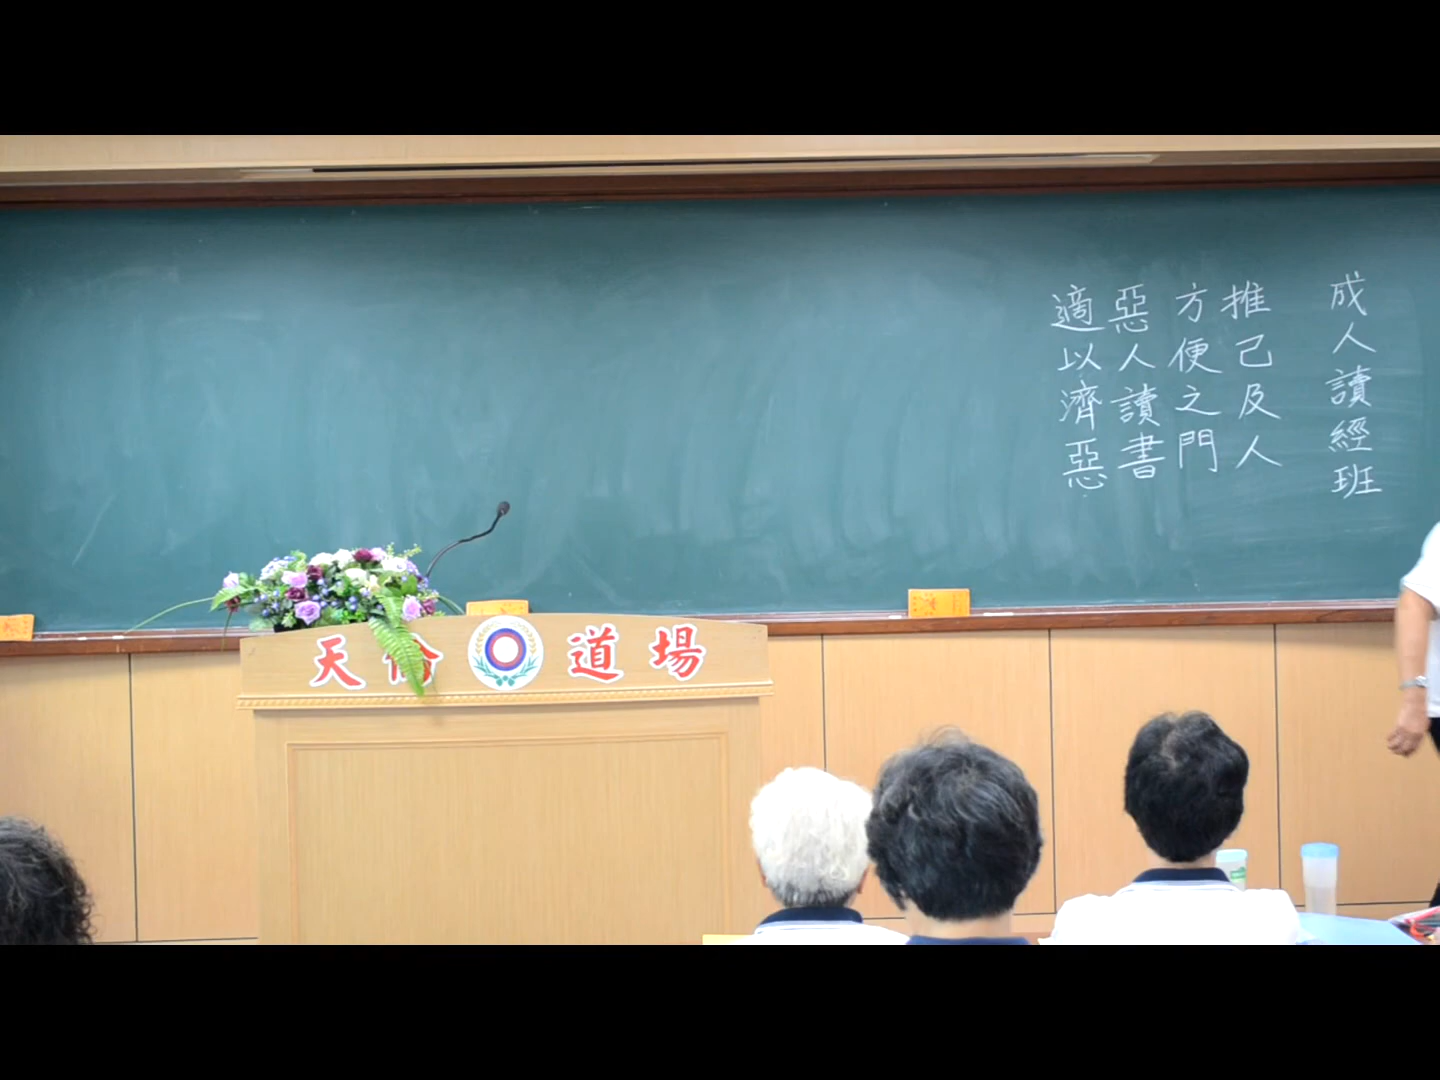 成人讀經班
推己及人
方便之門
惡人讀書
適以濟惡
天倫道場